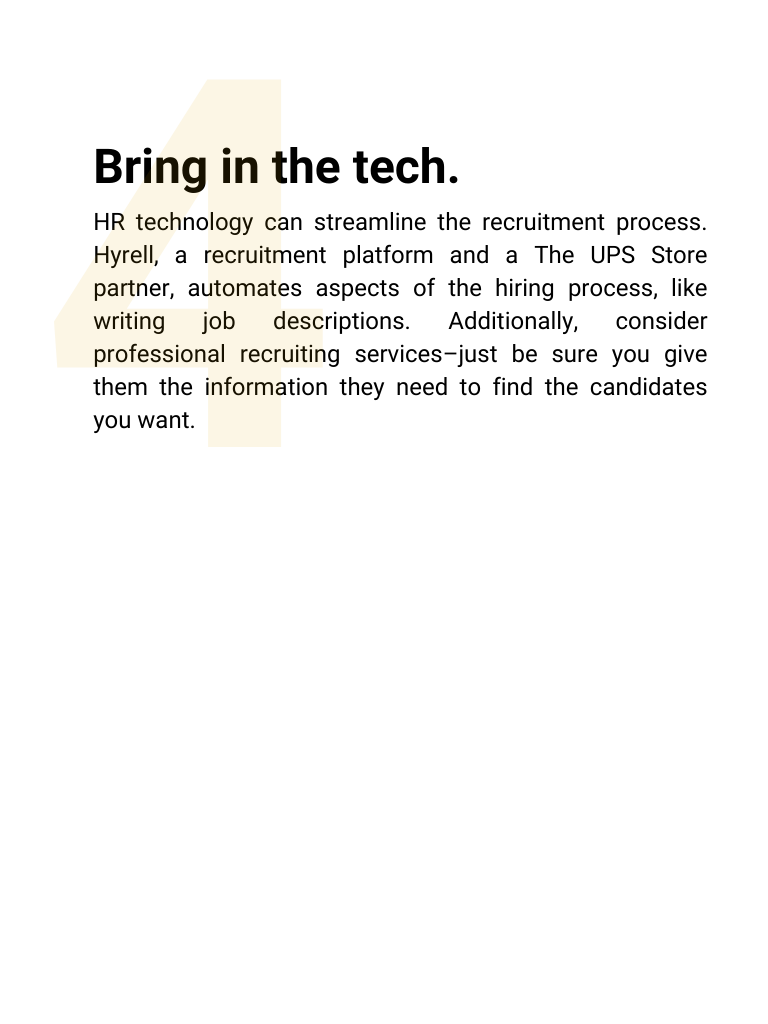 4
Bring in the tech.
HR technology can streamline the recruitment process.
Hyrell, a recruitment platform and a The UPS Store
partner, automates aspects of the hiring process, like
writing job descriptions. Additionally, consider
professional recruiting services–just be sure you give
them the information they need to find the candidates
you want.